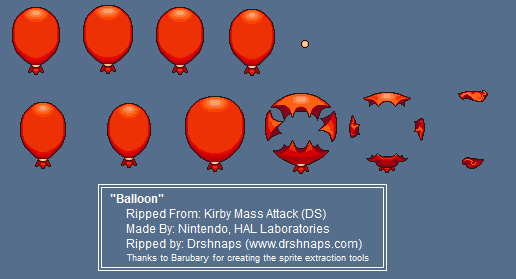 "Balloon"
Ripped From: Kirby Mass Attack (DS)
Made By: Nintendo, HAL Laboratories
Ripped by: Drshnaps (www.drshnaps.com)
Thanks to Barubary for creating the sprite extraction tools